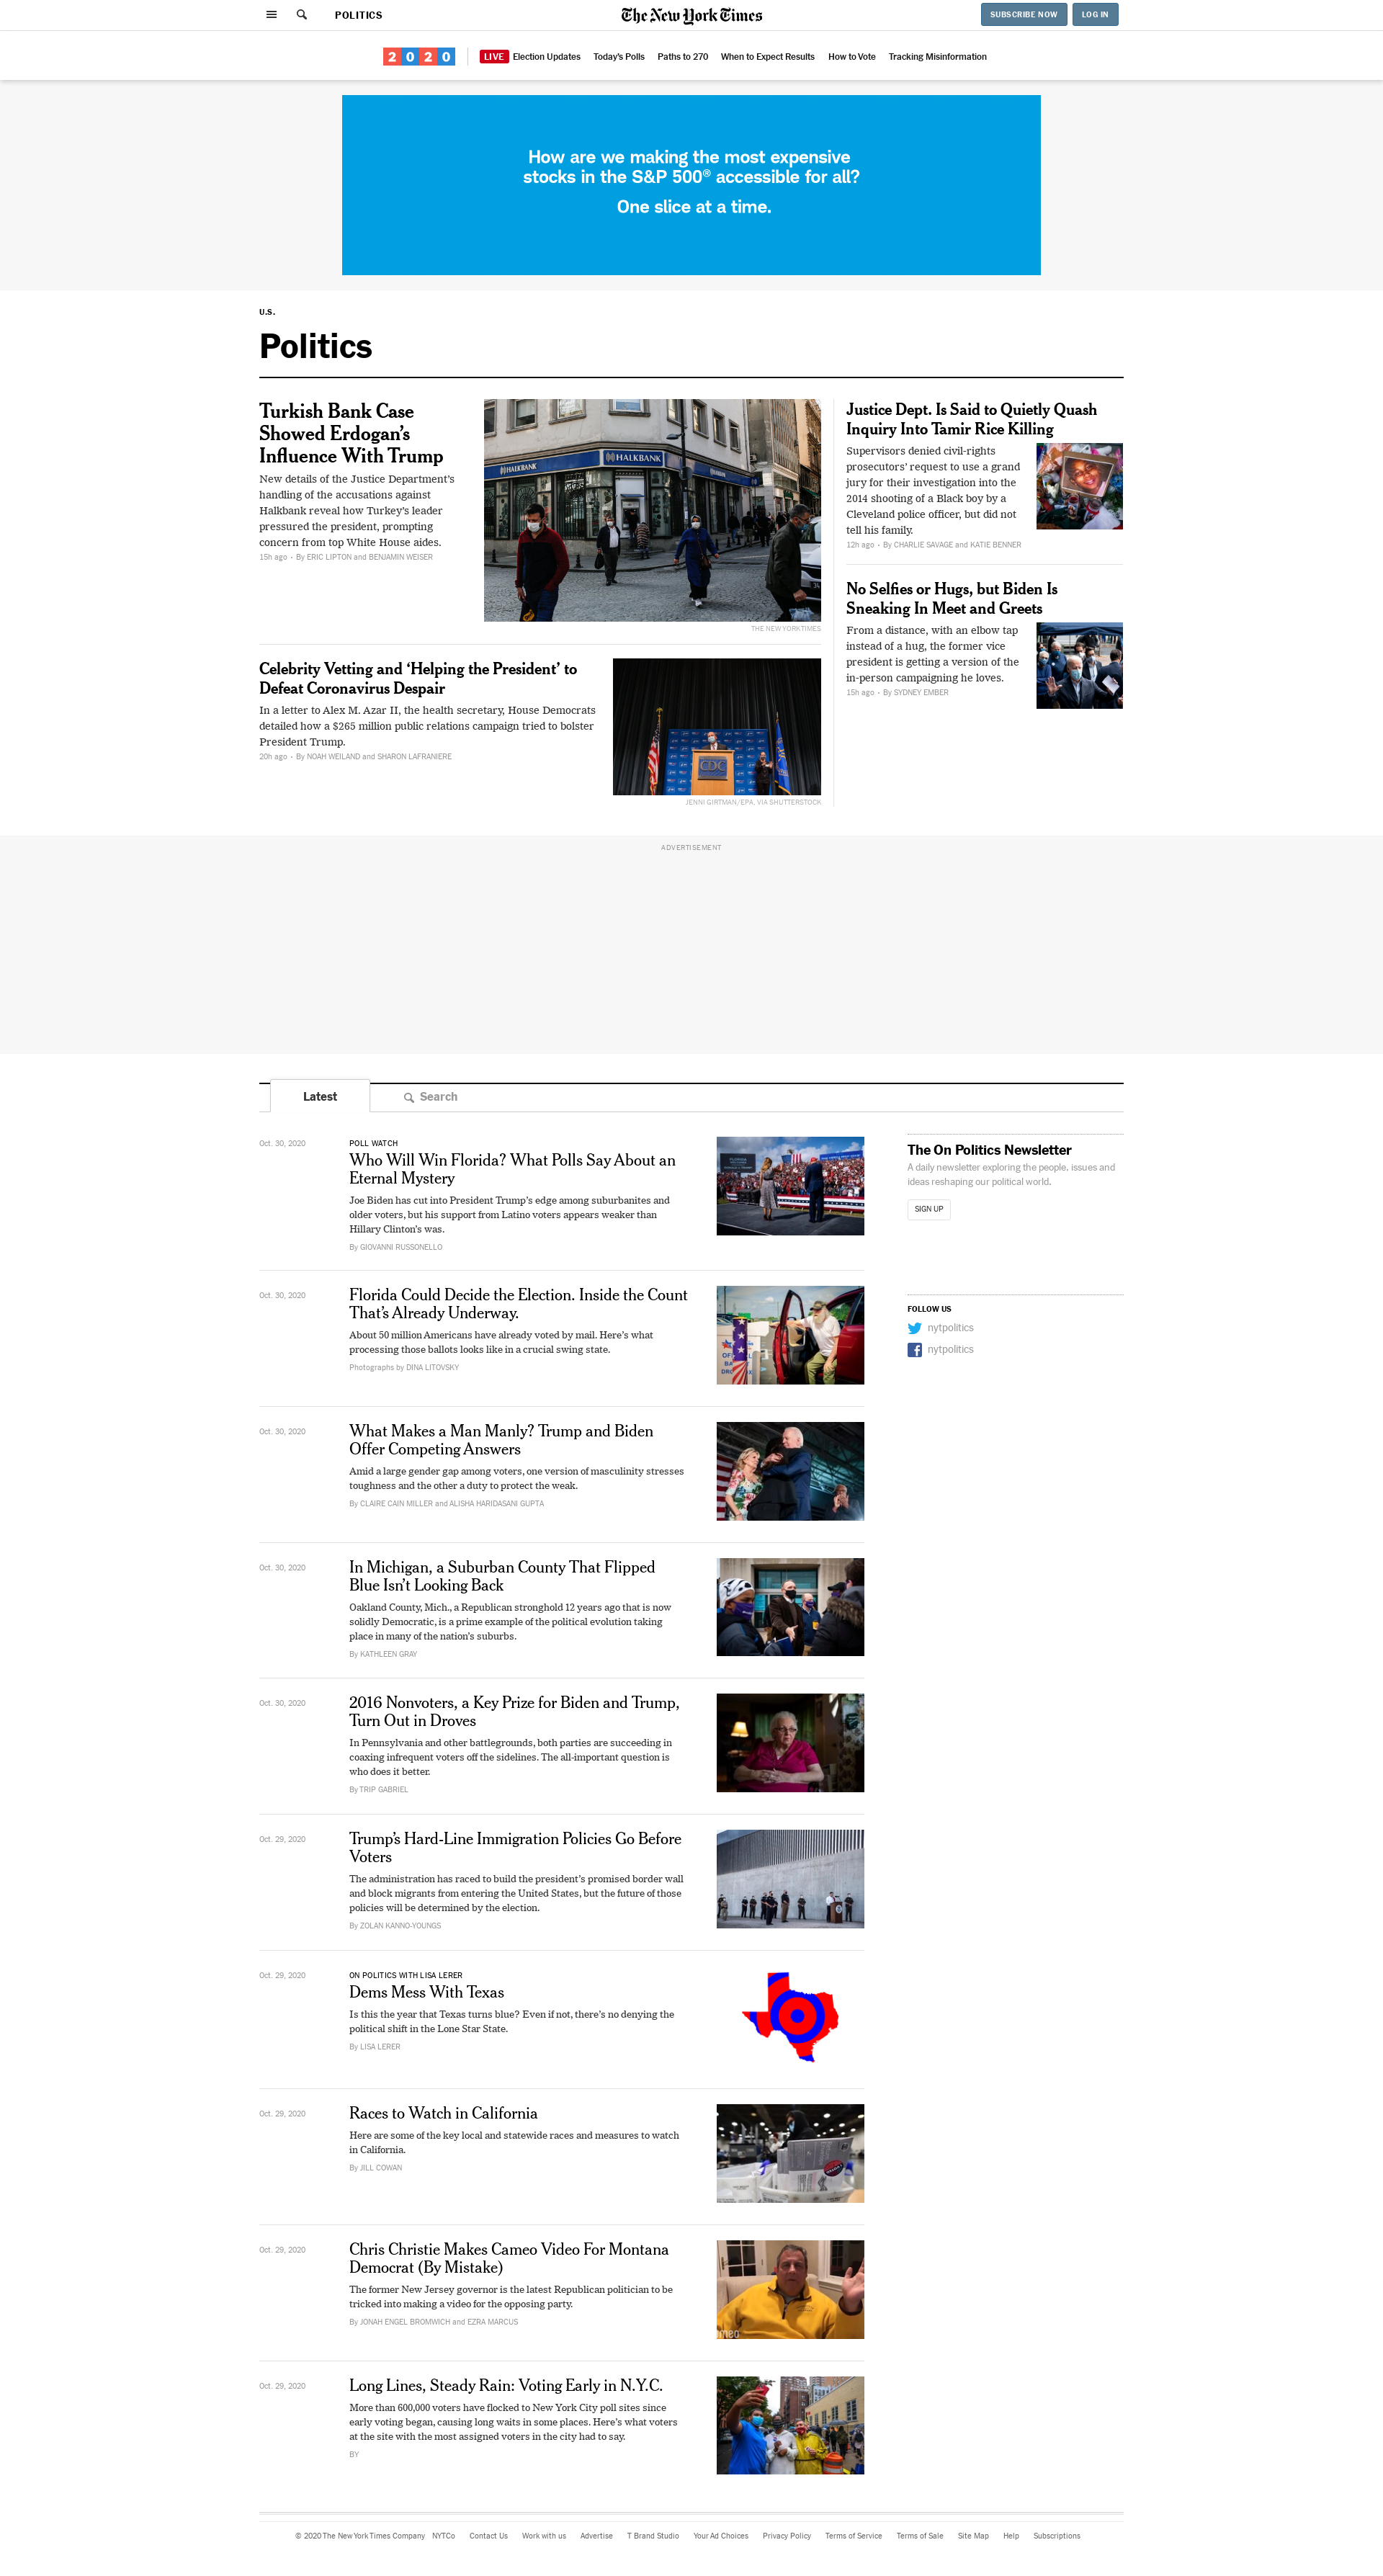 POLITICS
The New York Times
SUBSCRIBE NOW
LOG IN
2020
LIVE Election Updates
Today's Polls
Paths to 270
When to Expect Results
How to Vote
Tracking Misinformation
How are we making the most expensive
stocks in the S&P 500® accessible for all?
One slice at a time.
U.S.
Politics
Turkish Bank Case
Showed Erdogan's
Influence With Trump
New details of the Justice Department's
handling of the accusations against
Halkbank reveal how Turkey's leader
pressured the president, prompting
concern from top White House aides.
15h ago • By ERIC LIPTON and BENJAMIN WEISER
HALKBANK
HALKBANK
THE NEW YORK TIMES
Celebrity Vetting and ‘Helping the President’ to
Defeat Coronavirus Despair
In a letter to Alex M. Azar II, the health secretary, House Democrats
detailed how a $265 million public relations campaign tried to bolster
President Trump.
20h ago • By NOAH WEILAND and SHARON LAFRANIERE
CDC
JENNI GIRTMAN/EPA, VIA SHUTTERSTOCK
Justice Dept. Is Said to Quietly Quash
Inquiry Into Tamir Rice Killing
Supervisors denied civil-rights
prosecutors’ request to use a grand
jury for their investigation into the
2014 shooting of a Black boy by a
Cleveland police officer, but did not
tell his family.
12h ago • By CHARLIE SAVAGE and KATIE BENNER
No Selfies or Hugs, but Biden Is
Sneaking In Meet and Greets
From a distance, with an elbow tap
instead of a hug, the former vice
president is getting a version of the
in-person campaigning he loves.
15h ago • By SYDNEY EMBER
ADVERTISEMENT
Latest
Search
Oct. 30, 2020
POLL WATCH
Who Will Win Florida? What Polls Say About an
Eternal Mystery
Joe Biden has cut into President Trump’s edge among suburbanites and
older voters, but his support from Latino voters appears weaker than
Hillary Clinton’s was.
By GIOVANNI RUSSONELLO
Oct. 30, 2020
Florida Could Decide the Election. Inside the Count
That’s Already Underway.
About 50 million Americans have already voted by mail. Here’s what
processing those ballots looks like in a crucial swing state.
Photographs by DINA LITOVSKY
Oct. 30, 2020
What Makes a Man Manly? Trump and Biden
Offer Competing Answers
Amid a large gender gap among voters, one version of masculinity stresses
toughness and the other a duty to protect the weak.
By CLAIRE CAIN MILLER and ALISHA HARIDASANI GUPTA
Oct. 30, 2020
In Michigan, a Suburban County That Flipped
Blue Isn’t Looking Back
Oakland County, Mich., a Republican stronghold 12 years ago that is now
solidly Democratic, is a prime example of the political evolution taking
place in many of the nation’s suburbs.
By KATHLEEN GRAY
Oct. 30, 2020
2016 Nonvoters, a Key Prize for Biden and Trump,
Turn Out in Droves
In Pennsylvania and other battlegrounds, both parties are succeeding in
coaxing infrequent voters off the sidelines. The all-important question is
who does it better.
By TRIP GABRIEL
Oct. 29, 2020
Trump’s Hard-Line Immigration Policies Go Before
Voters
The administration has raced to build the president’s promised border wall
and block migrants from entering the United States, but the future of those
policies will be determined by the election.
By ZOLAN KANNO-YOUNGS
Oct. 29, 2020
ON POLITICS WITH LISA LERER
Dems Mess With Texas
Is this the year that Texas turns blue? Even if not, there’s no denying the
political shift in the Lone Star State.
By LISA LERER
Oct. 29, 2020
Races to Watch in California
Here are some of the key local and statewide races and measures to watch
in California.
By JILL COWAN
Oct. 29, 2020
Chris Christie Makes Cameo Video For Montana
Democrat (By Mistake)
The former New Jersey governor is the latest Republican politician to be
tricked into making a video for the opposing party.
By JONAH ENGEL BROMWICH and EZRA MARCUS
Oct. 29, 2020
Long Lines, Steady Rain: Voting Early in N.Y.C.
More than 600,000 voters have flocked to New York City poll sites since
early voting began, causing long waits in some places. Here’s what voters
at the site with the most assigned voters in the city had to say.
BY
The On Politics Newsletter
A daily newsletter exploring the people, issues and
ideas reshaping our political world.
SIGN UP
FOLLOW US
nytpolitics
nytpolitics
© 2020 The New York Times Company
NYTCo
Contact Us
Work with us
Advertise
T Brand Studio
Your Ad Choices
Privacy Policy
Terms of Service
Terms of Sale
Site Map
Help
Subscriptions